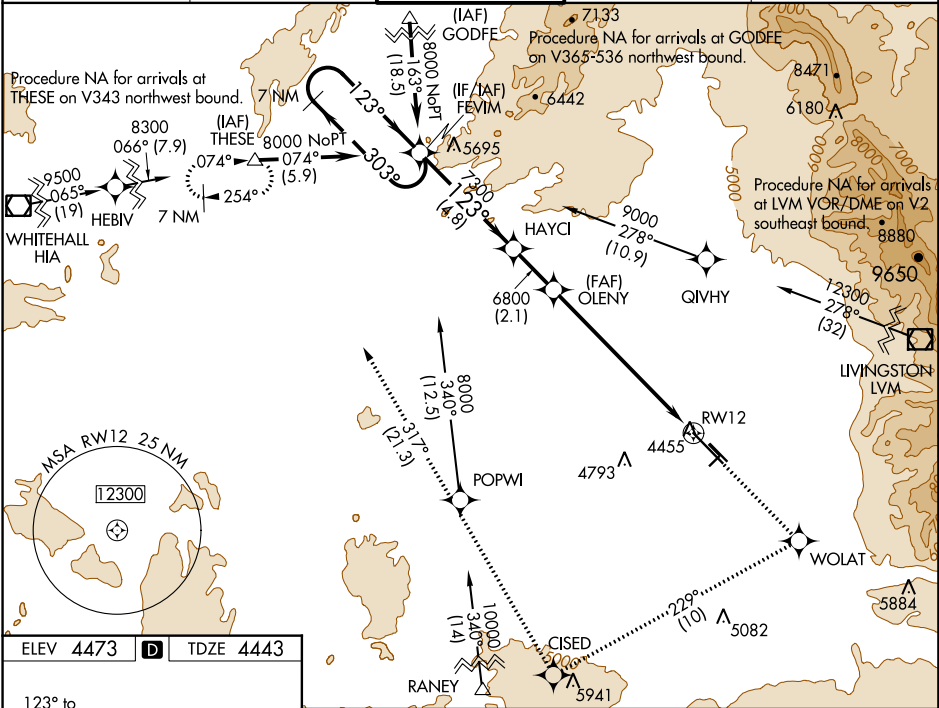 (IAF)
GODFE
7133
Procedure NA for arrivals at GODFE
on V365-536 northwest bound.
8000 NoPT
163°
(18.5)
8471
7000
Procedure NA for arrivals at
THESE on V343 northwest bound.
7 NM
123°
(IF/IAF)
FEVIM
6442
6180
8300
066° (7.9)
(IAF)
THESE
8000 NoPT
074°
074°
(5.9)
303°
5695
8000
7000
9500
065°
(19)
HEBIV
254°
7 NM
7300
123°
(4.8)
5000
Procedure NA for arrivals
at LVM VOR/DME on V2
southeast bound.
WHITEHALL
HIA
HAYCI
9000
278°
(10.9)
8880
9650
6800
(2.1)
(FAF)
OLENY
QIVHY
12300
278°
(32)
8000
340°
(12.5)
LIVINGSTON
LVM
317°
(21.3)
RW12
4455
MSA RW12 25 NM
4793
POPWI
12300
WOLAT
229°
(10)
5884
10000
340°
(14)
5082
ELEV 4473
D
TDZE 4443
CISED
5000
RANEY
5941
123° to